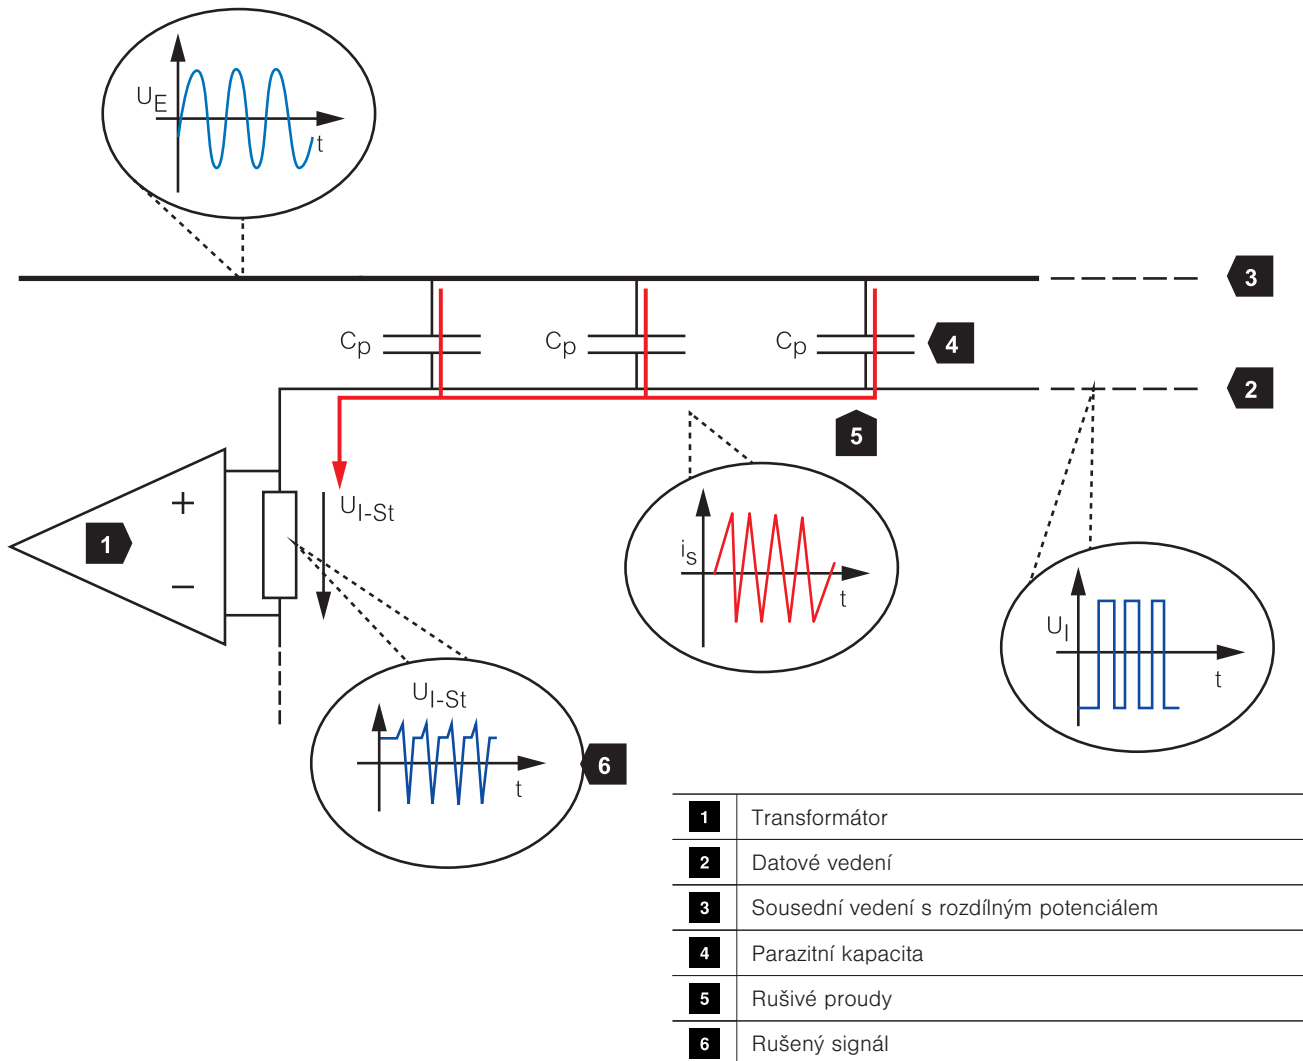 U_E
t
3
C_p
C_p
C_p
4
2
5
U_I-St
+
−
1
i_s
t
U_I
t
U_I-St
t
6
1 Transformátor
2 Datové vedení
3 Sousední vedení s rozdílným potenciálem
4 Parazitní kapacita
5 Rušivé proudy
6 Rušený signál